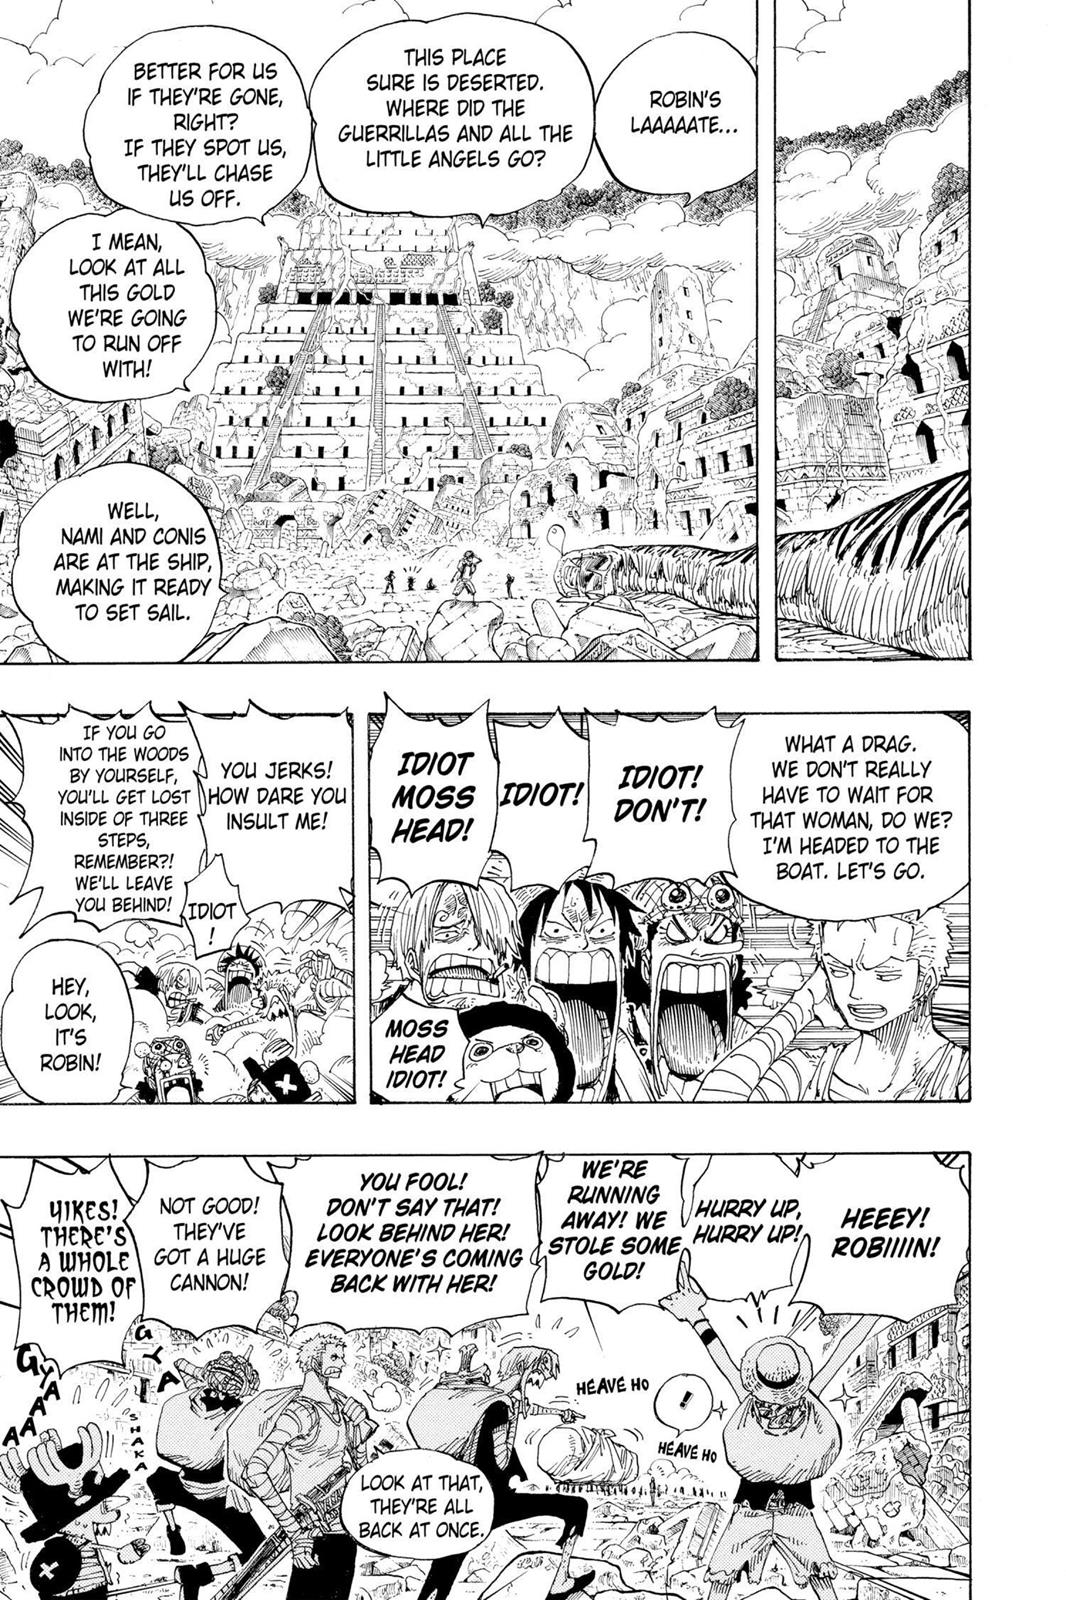 ROBIN'S
LAAAAATE...
THIS PLACE
SURE IS DESERTED.
WHERE DID THE
GUERRILLAS AND ALL THE
LITTLE ANGELS GO?
BETTER FOR US
IF THEY'RE GONE,
RIGHT?
IF THEY SPOT US,
THEY'LL CHASE
US OFF.
I MEAN,
LOOK AT ALL
THIS GOLD
WE'RE GOING
TO RUN OFF
WITH!
WELL,
NAMI AND CONIS
ARE AT THE SHIP,
MAKING IT READY
TO SET SAIL.
WHAT A DRAG.
WE DON'T REALLY
HAVE TO WAIT FOR
THAT WOMAN, DO WE?
I'M HEADED TO THE
BOAT. LET'S GO.
IDIOT!
DON'T!
IDIOT!
IDIOT
MOSS
HEAD!
MOSS
HEAD
IDIOT!
YOU JERKS!
HOW DARE YOU
INSULT ME!
IDIOT
!
IF YOU GO
INTO THE WOODS
BY YOURSELF,
YOU'LL GET LOST
INSIDE OF THREE
STEPS,
REMEMBER?!
WE'LL LEAVE
YOU BEHIND!
HEY,
LOOK,
IT'S
ROBIN!
HEEEY!
ROBIIIIN!
HURRY UP,
HURRY UP!
WE'RE
RUNNING
AWAY! WE
STOLE SOME
GOLD!
!
HEAVE HO
HEAVE HO
YOU FOOL!
DON'T SAY THAT!
LOOK BEHIND HER!
EVERYONE'S COMING
BACK WITH HER!
LOOK AT THAT,
THEY'RE ALL
BACK AT ONCE.
NOT GOOD!
THEY'VE
GOT A HUGE
CANNON!
YIKES!
THERE'S
A WHOLE
CROWD OF
THEM!
GYA
SHAKA
GYAAAAA